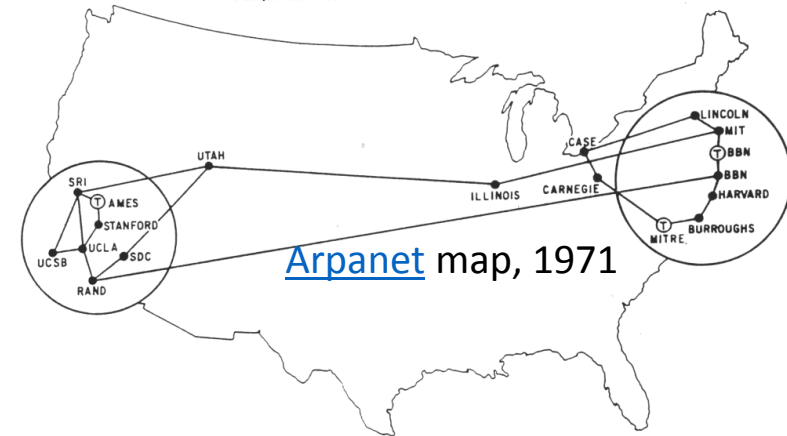 LINCOLN
MIT
CASE
T BBN
UTAH
BBN
SRI
ILLINOIS
CARNEGIE
HARVARD
T AMES
STANFORD
BURROUGHS
T
MITRE
UCLA
SDC
UCSB
Arpanet map, 1971
RAND